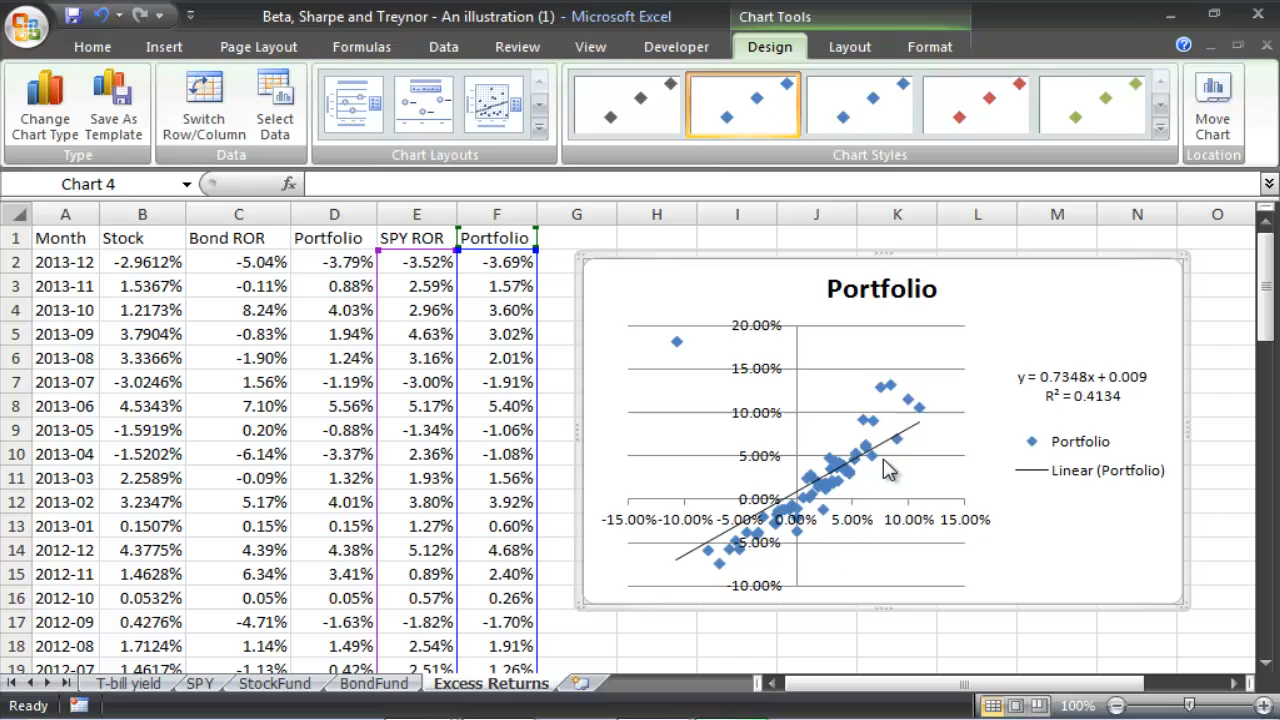 Beta, Sharpe and Treynor - An illustration (1) - Microsoft Excel
Chart Tools
Home Insert Page Layout Formulas Data Review View Developer Design Layout Format
Change Chart Type
Save As Template
Switch Row/Column
Select Data
Move Chart
Type Data Chart Layouts Chart Styles Location
Chart 4 fx
A B C D E F G H I J K L M N O
1 Month Stock Bond ROR Portfolio SPY ROR Portfolio
2 2013-12 -2.9612% -5.04% -3.79% -3.52% -3.69%
3 2013-11 1.5367% -0.11% 0.88% 2.59% 1.57%
4 2013-10 1.2173% 8.24% 4.03% 2.96% 3.60%
5 2013-09 3.7904% -0.83% 1.94% 4.63% 3.02%
6 2013-08 3.3366% -1.90% 1.24% 3.16% 2.01%
7 2013-07 -3.0246% 1.56% -1.19% -3.00% -1.91%
8 2013-06 4.5343% 7.10% 5.56% 5.17% 5.40%
9 2013-05 -1.5919% 0.20% -0.88% -1.34% -1.06%
10 2013-04 -1.5202% -6.14% -3.37% 2.36% -1.08%
11 2013-03 2.2589% -0.09% 1.32% 1.93% 1.56%
12 2013-02 3.2347% 5.17% 4.01% 3.80% 3.92%
13 2013-01 0.1507% 0.15% 0.15% 1.27% 0.60%
14 2012-12 4.3775% 4.39% 4.38% 5.12% 4.68%
15 2012-11 1.4628% 6.34% 3.41% 0.89% 2.40%
16 2012-10 0.0532% 0.05% 0.05% 0.57% 0.26%
17 2012-09 0.4276% -4.71% -1.63% -1.82% -1.70%
18 2012-08 1.7124% 1.14% 1.49% 2.54% 1.91%
19 2012-07 1.4617% -1.13% 0.42% 2.51% 1.26%
Portfolio
20.00%
15.00%
10.00%
5.00%
0.00%
-15.00% -10.00% -5.00% 0.00% 5.00% 10.00% 15.00%
-5.00%
-10.00%
y = 0.7348x + 0.009
R² = 0.4134
Portfolio
Linear (Portfolio)
T-bill yield SPY StockFund BondFund Excess Returns
Ready 100%